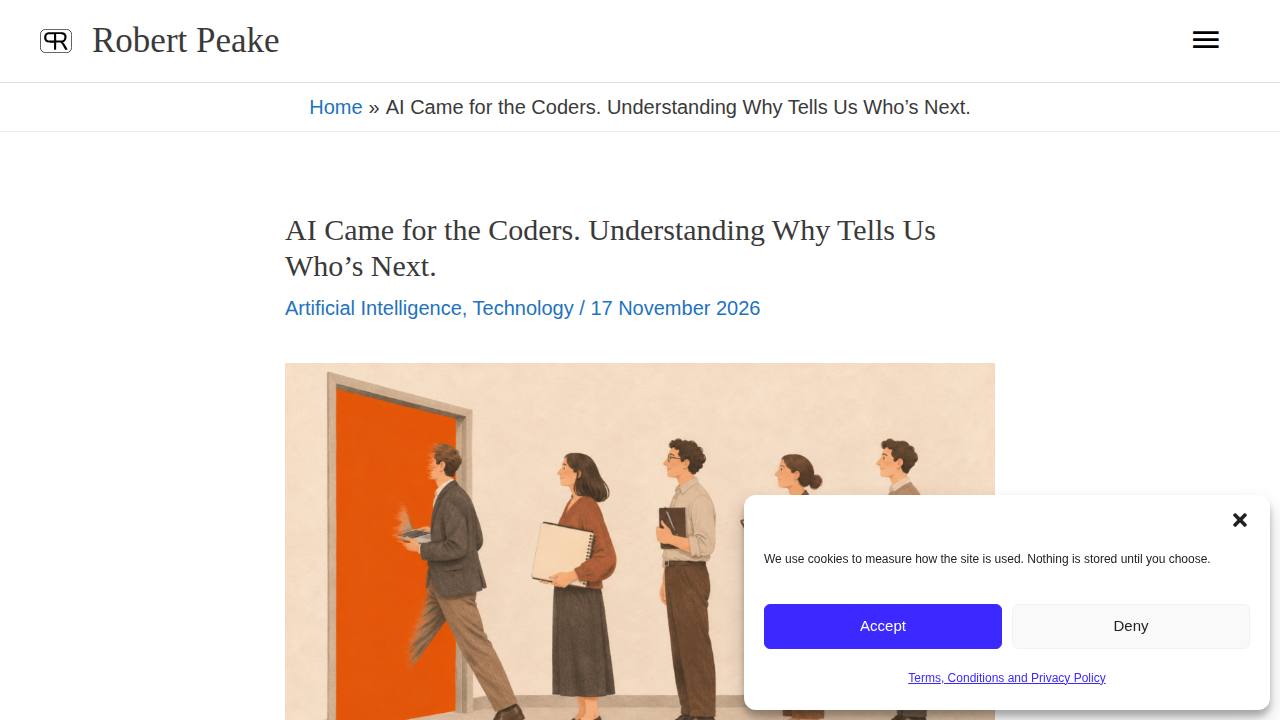 PR
Robert Peake
Home » AI Came for the Coders. Understanding Why Tells Us Who’s Next.
AI Came for the Coders. Understanding Why Tells Us
Who’s Next.
Artificial Intelligence, Technology / 17 November 2026
We use cookies to measure how the site is used. Nothing is stored until you choose.
Accept
Deny
Terms, Conditions and Privacy Policy